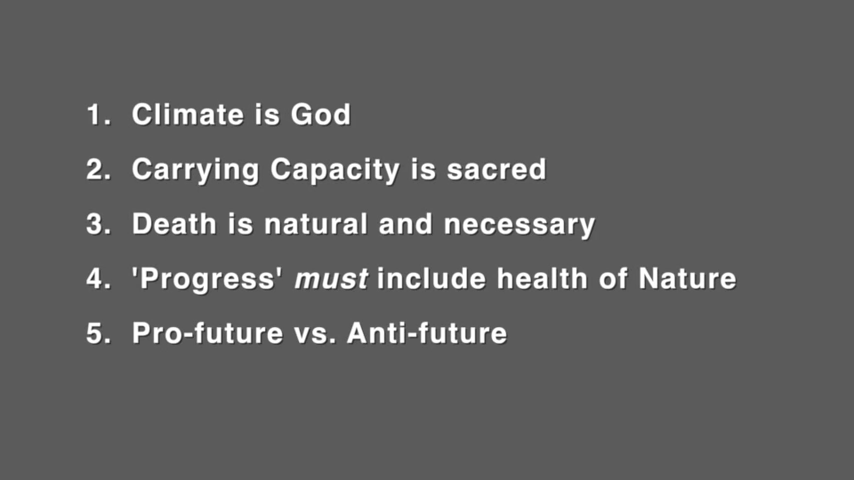 1. Climate is God
2. Carrying Capacity is sacred
3. Death is natural and necessary
4. 'Progress' must include health of Nature
5. Pro-future vs. Anti-future